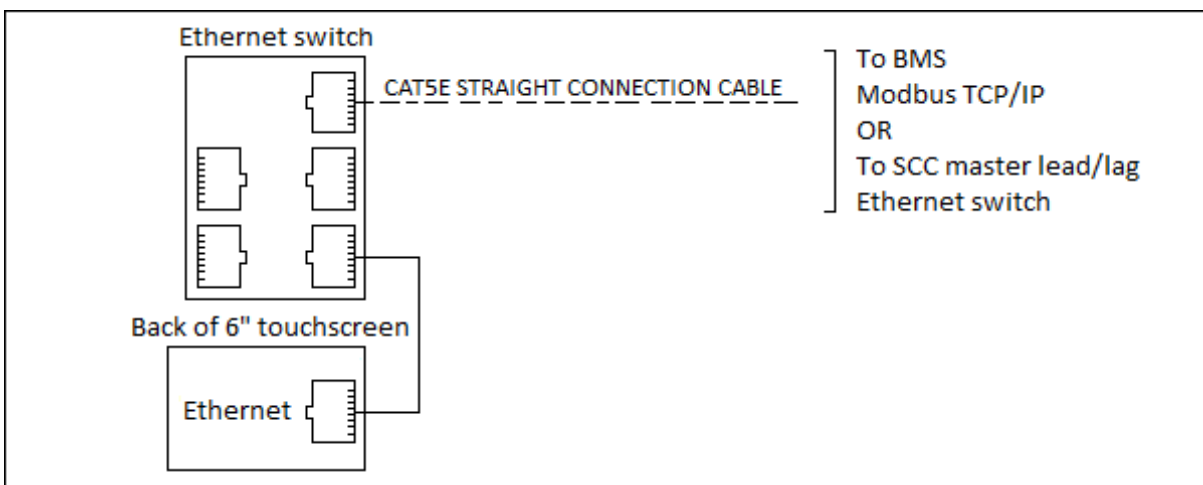 Ethernet switch
CAT5E STRAIGHT CONNECTION CABLE
To BMS
Modbus TCP/IP
OR
To SCC master lead/lag
Ethernet switch
Back of 6" touchscreen
Ethernet